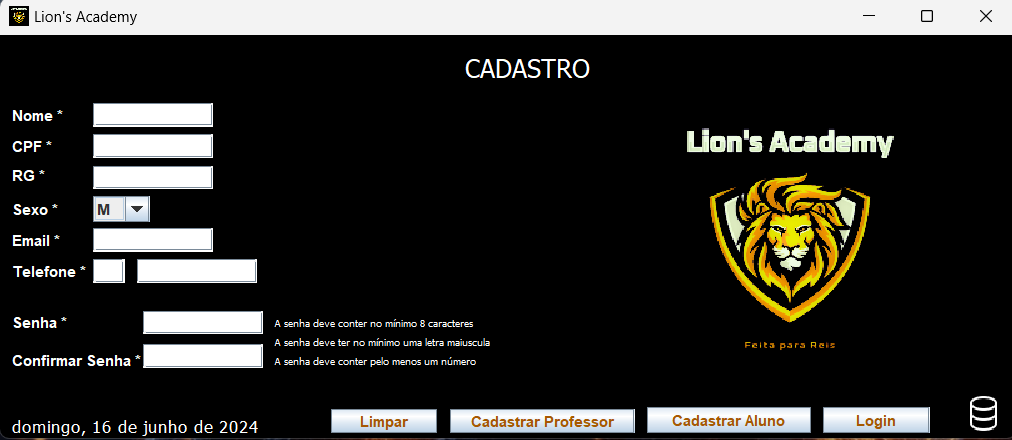 Lion's Academy
CADASTRO
Nome *
CPF *
RG *
Sexo *
M
Email *
Telefone *
Senha *
A senha deve conter no mínimo 8 caracteres
A senha deve ter no mínimo uma letra maiuscula
Confirmar Senha *
A senha deve conter pelo menos um número
Lion's Academy
Feita para Reis
domingo, 16 de junho de 2024
Limpar
Cadastrar Professor
Cadastrar Aluno
Login